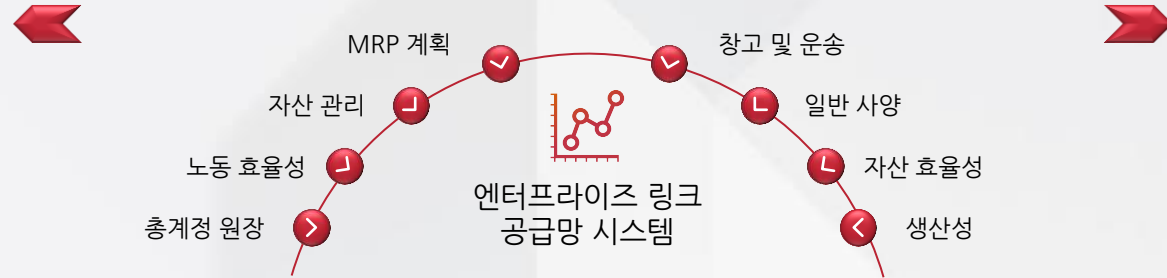 MRP 계획
창고 및 운송
자산 관리
일반 사양
노동 효율성
자산 효율성
엔터프라이즈 링크
공급망 시스템
총계정 원장
생산성